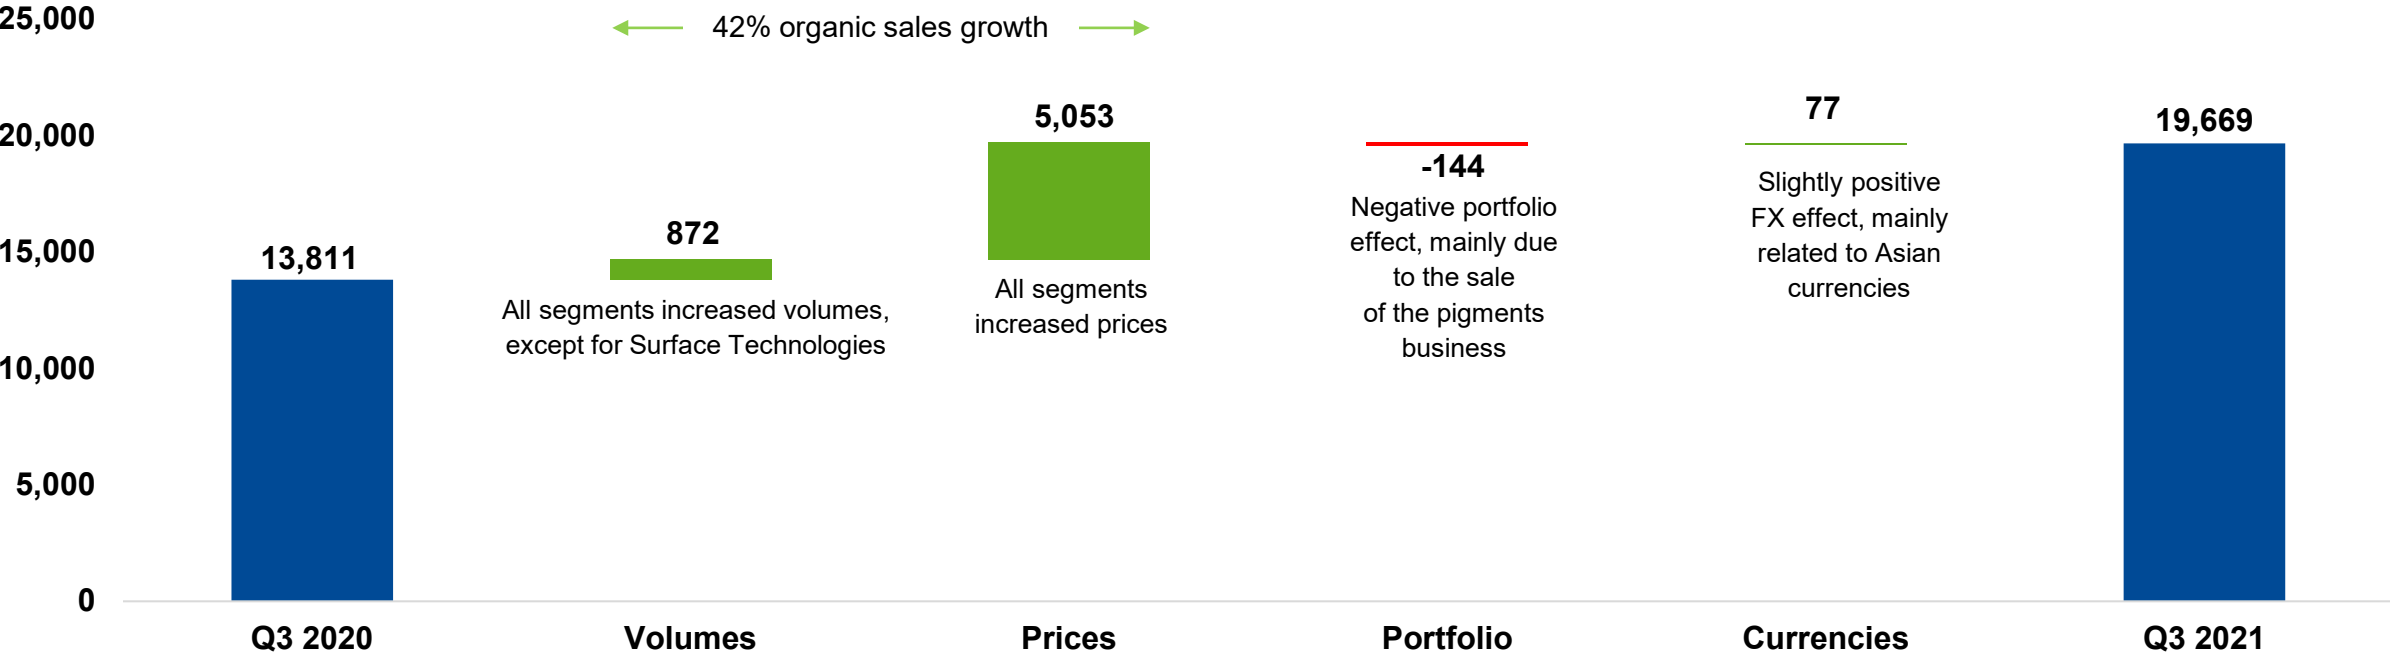 25,000
20,000
15,000
10,000
5,000
0
42% organic sales growth
13,811
872
All segments increased volumes,
except for Surface Technologies
5,053
All segments
increased prices
-144
Negative portfolio
effect, mainly due
to the sale
of the pigments
business
77
Slightly positive
FX effect, mainly
related to Asian
currencies
19,669
Q3 2020
Volumes
Prices
Portfolio
Currencies
Q3 2021